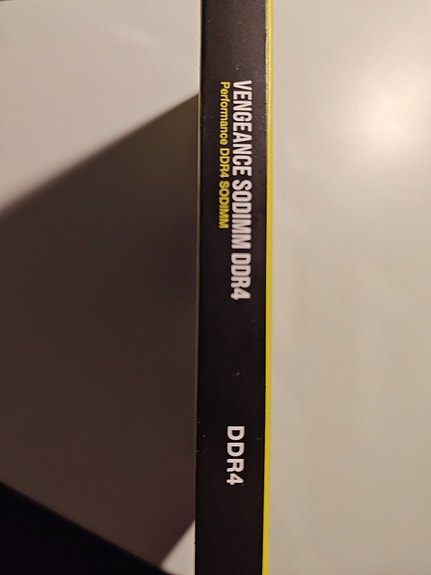 VENGEANCE SODIMM DDR4
Performance DDR4 SODIMM
DDR4